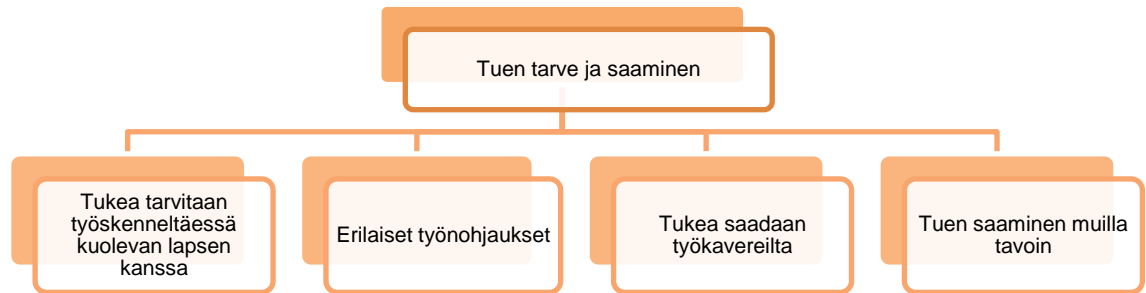 Tuen tarve ja saaminen
Tukea tarvitaan
työskenneltäessä
kuolevan lapsen
kanssa
Erilaiset työnohjaukset
Tukea saadaan
työkavereilta
Tuen saaminen muilla
tavoin